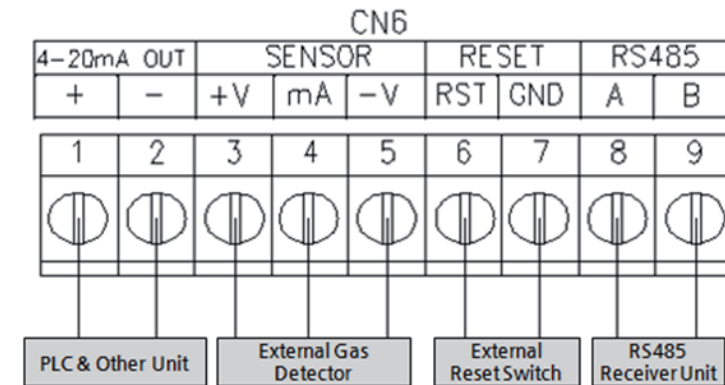 CN6
4-20mA OUT SENSOR RESET RS485
+ - +V mA -V RST GND A B
1 2 3 4 5 6 7 8 9
PLC & Other Unit
External Gas
Detector
External
Reset Switch
RS485
Receiver Unit